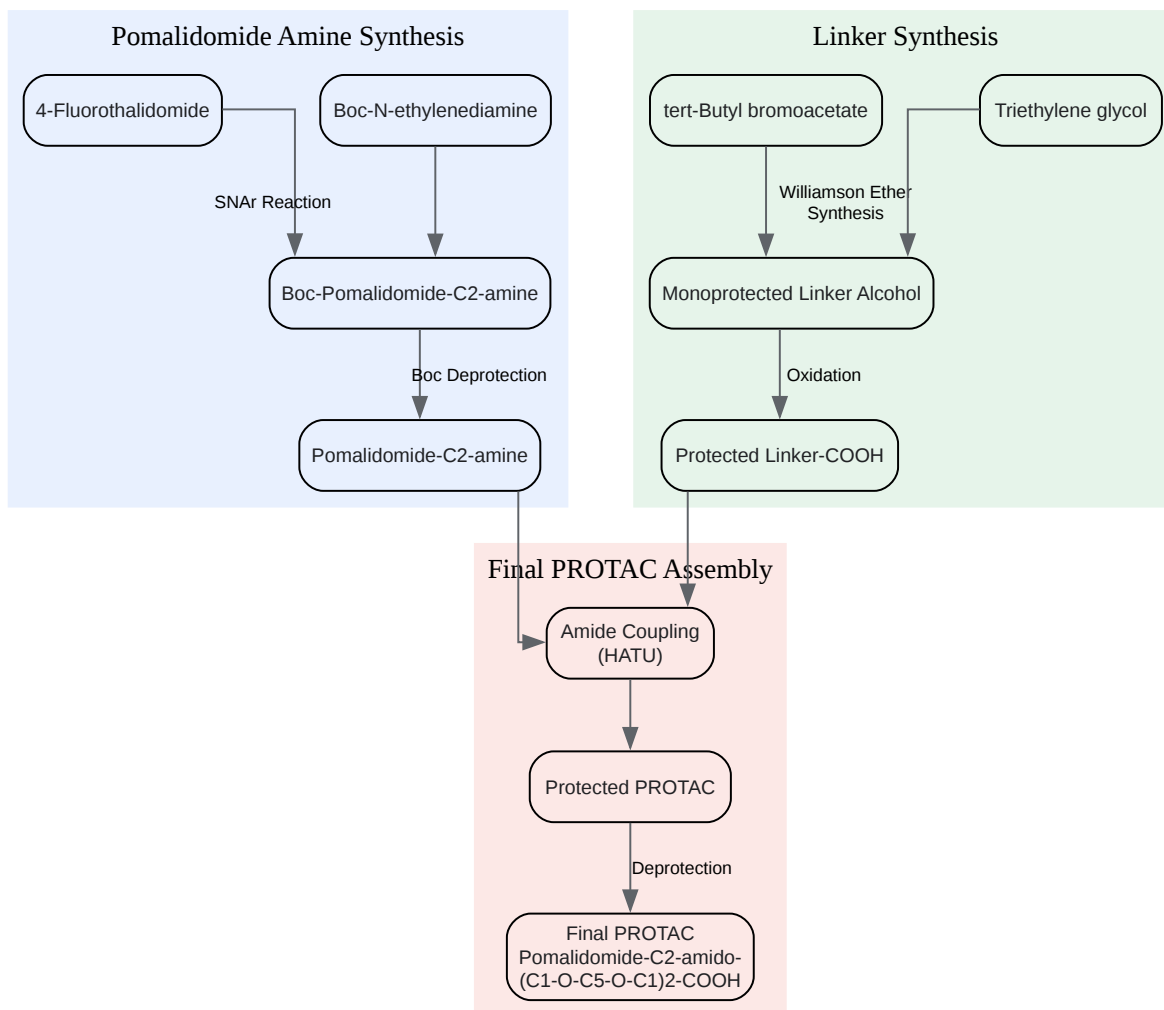 Pomalidomide Amine Synthesis
4-Fluorothalidomide
Boc-N-ethylenediamine
SNAr Reaction
Boc-Pomalidomide-C2-amine
Boc Deprotection
Pomalidomide-C2-amine
Linker Synthesis
tert-Butyl bromoacetate
Triethylene glycol
Williamson Ether
Synthesis
Monoprotected Linker Alcohol
Oxidation
Protected Linker-COOH
Final PROTAC Assembly
Amide Coupling
(HATU)
Protected PROTAC
Deprotection
Final PROTAC
Pomalidomide-C2-amido-
(C1-O-C5-O-C1)2-COOH